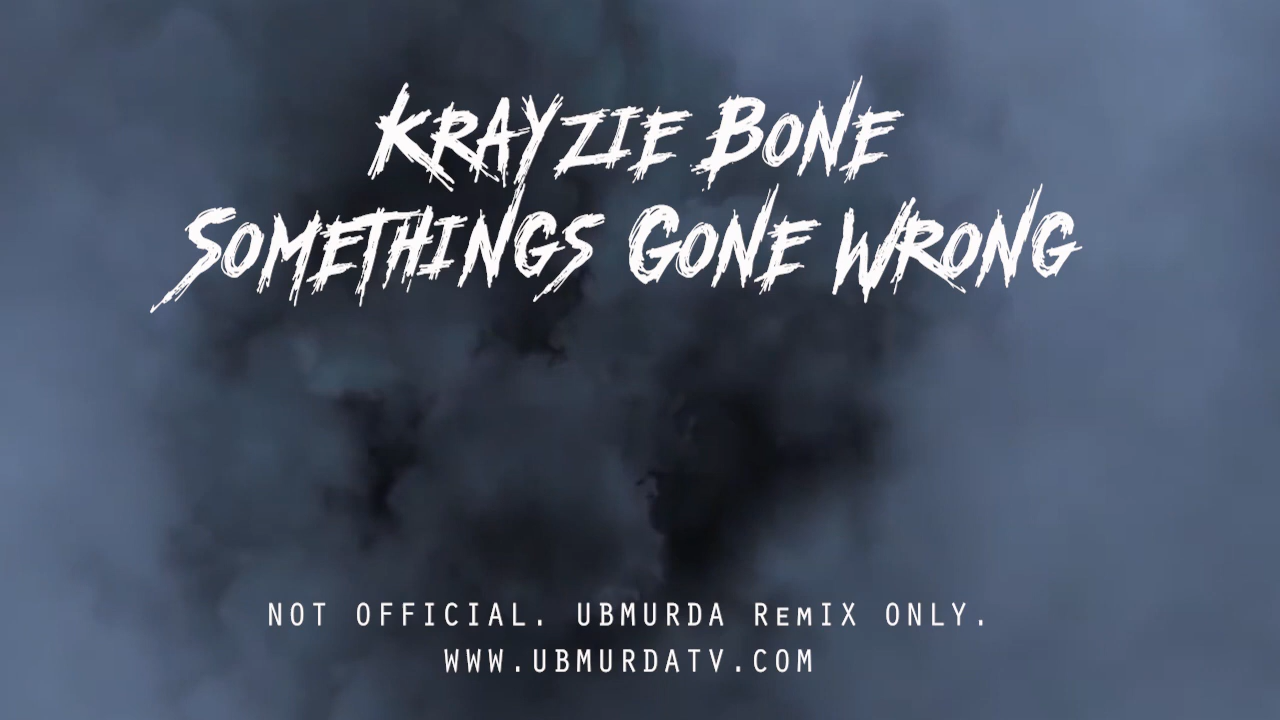 Krayzie Bone
Somethings Gone Wrong
NOT OFFICIAL. UBMURDA RemIX ONLY.
WWW.UBMURDATV.COM